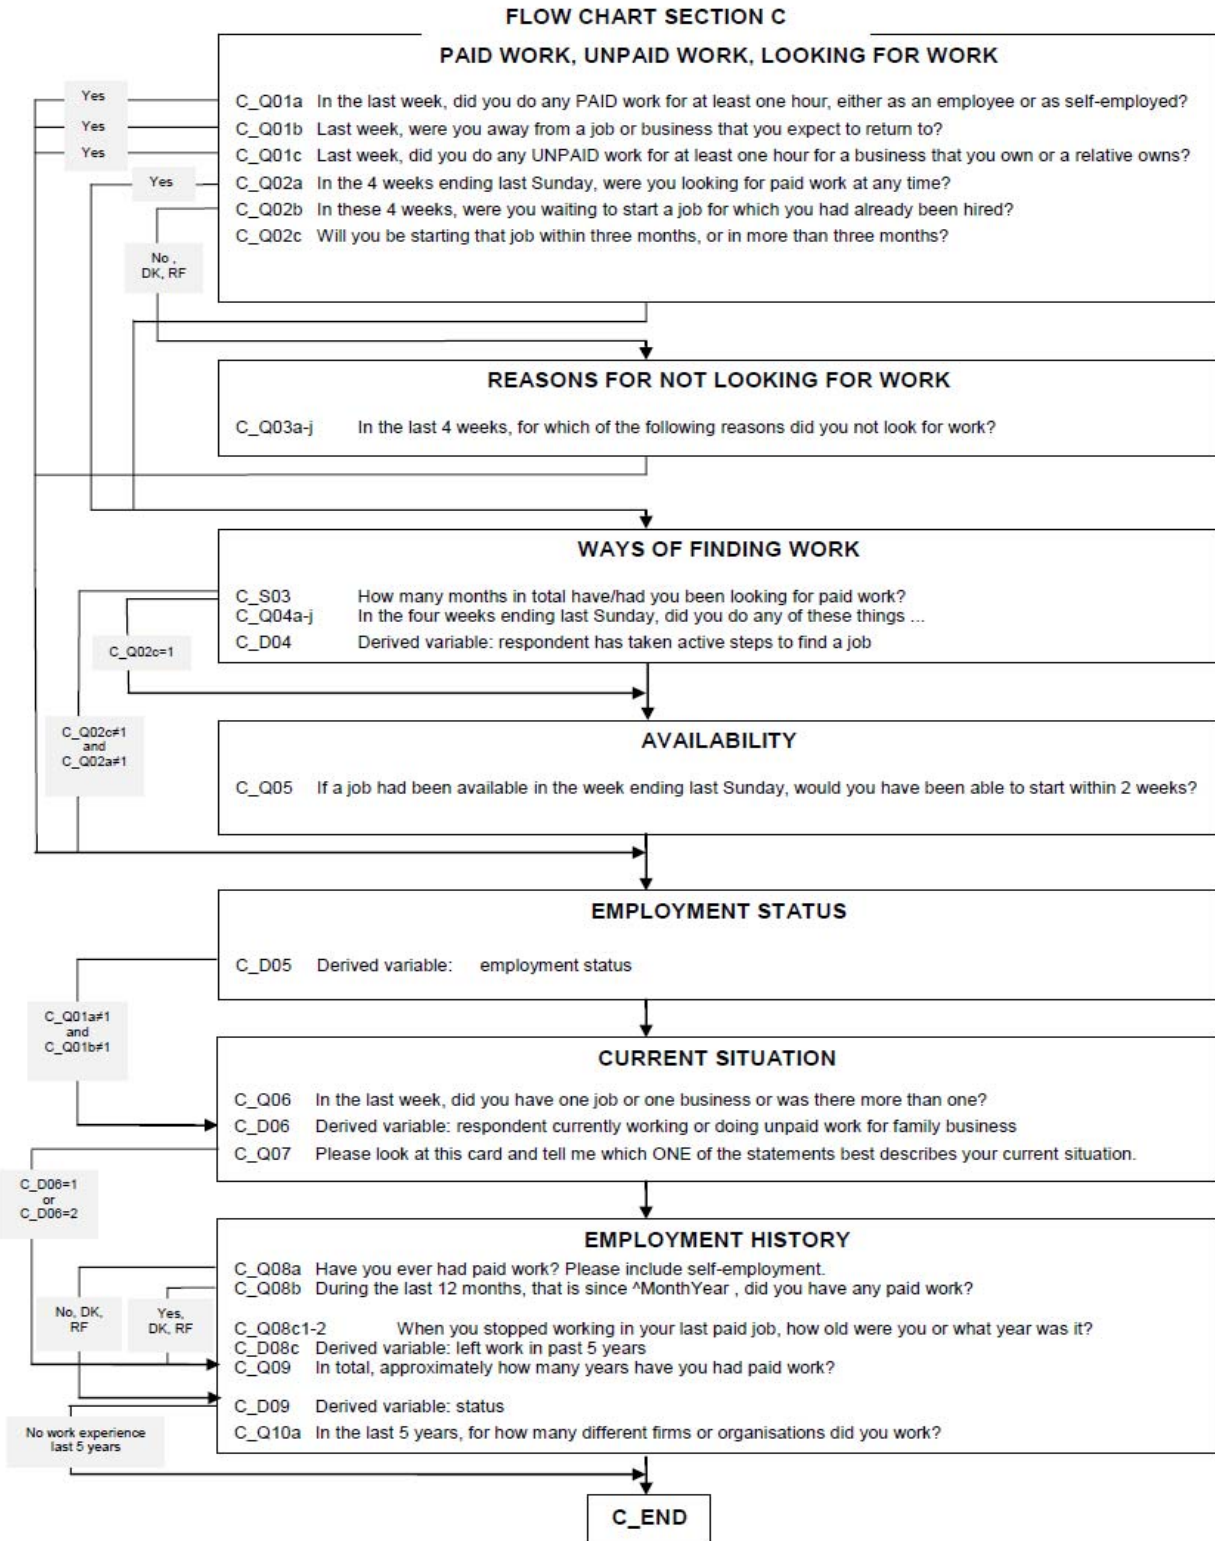 FLOW CHART SECTION C
PAID WORK, UNPAID WORK, LOOKING FOR WORK
Yes
C_Q01a In the last week, did you do any PAID work for at least one hour, either as an employee or as self-employed?
Yes
C_Q01b Last week, were you away from a job or business that you expect to return to?
Yes
C_Q01c Last week, did you do any UNPAID work for at least one hour for a business that you own or a relative owns?
Yes
C_Q02a In the 4 weeks ending last Sunday, were you looking for paid work at any time?
C_Q02b In these 4 weeks, were you waiting to start a job for which you had already been hired?
C_Q02c Will you be starting that job within three months, or in more than three months?
No ,
DK, RF
REASONS FOR NOT LOOKING FOR WORK
C_Q03a-j In the last 4 weeks, for which of the following reasons did you not look for work?
WAYS OF FINDING WORK
C_S03 How many months in total have/had you been looking for paid work?
C_Q04a-j In the four weeks ending last Sunday, did you do any of these things ...
C_D04 Derived variable: respondent has taken active steps to find a job
C_Q02c=1
C_Q02c≠1
and
C_Q02a≠1
AVAILABILITY
C_Q05 If a job had been available in the week ending last Sunday, would you have been able to start within 2 weeks?
EMPLOYMENT STATUS
C_D05 Derived variable: employment status
C_Q01a≠1
and
C_Q01b≠1
CURRENT SITUATION
C_Q06 In the last week, did you have one job or one business or was there more than one?
C_D06 Derived variable: respondent currently working or doing unpaid work for family business
C_Q07 Please look at this card and tell me which ONE of the statements best describes your current situation.
C_D06=1
or
C_D06=2
EMPLOYMENT HISTORY
C_Q08a Have you ever had paid work? Please include self-employment.
C_Q08b During the last 12 months, that is since ^MonthYear , did you have any paid work?
No, DK,
RF
Yes,
DK, RF
C_Q08c1-2 When you stopped working in your last paid job, how old were you or what year was it?
C_D08c Derived variable: left work in past 5 years
C_Q09 In total, approximately how many years have you had paid work?
C_D09 Derived variable: status
C_Q10a In the last 5 years, for how many different firms or organisations did you work?
No work experience
last 5 years
C_END